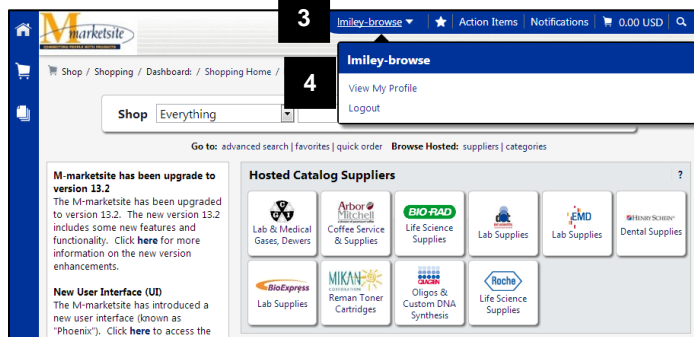 3
lmiley-browse
Action Items
Notifications
0.00 USD
Mmarketsite
CONNECTING PEOPLE WITH PRODUCTS
lmiley-browse
Shop / Shopping / Dashboard: / Shopping Home /
4
View My Profile
Logout
Shop Everything
Go to: advanced search | favorites | quick order Browse Hosted: suppliers | categories
M-marketsite has been upgrade to
version 13.2
The M-marketsite has been upgraded
to version 13.2. The new version 13.2
includes some new features and
functionality. Click here for more
information on the new version
enhancements.
New User Interface (UI)
The M-marketsite has introduced a
new user interface (known as
"Phoenix"). Click here to access the
Hosted Catalog Suppliers ?
Lab & Medical
Gases, Dewers
Arbor
Mitchell
Coffee Service
& Supplies
BIO-RAD
Life Science
Supplies
Lab Supplies
EMD
Lab Supplies
HENRY SCHEIN
Dental Supplies
BioExpress
Lab Supplies
MIKAN
CORPORATION
Reman Toner
Cartridges
QIAGEN
Oligos &
Custom DNA
Synthesis
Roche
Life Science
Supplies